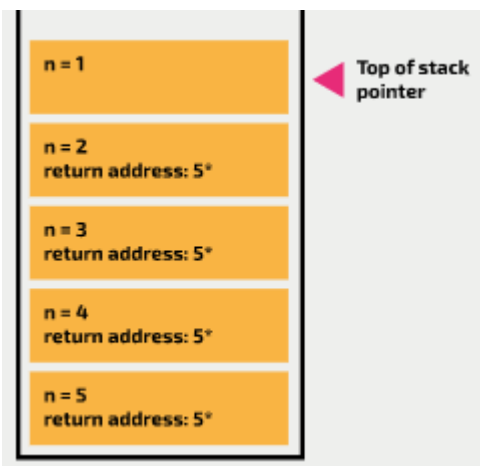 n = 1
Top of stack
pointer
n = 2
return address: 5*
n = 3
return address: 5*
n = 4
return address: 5*
n = 5
return address: 5*